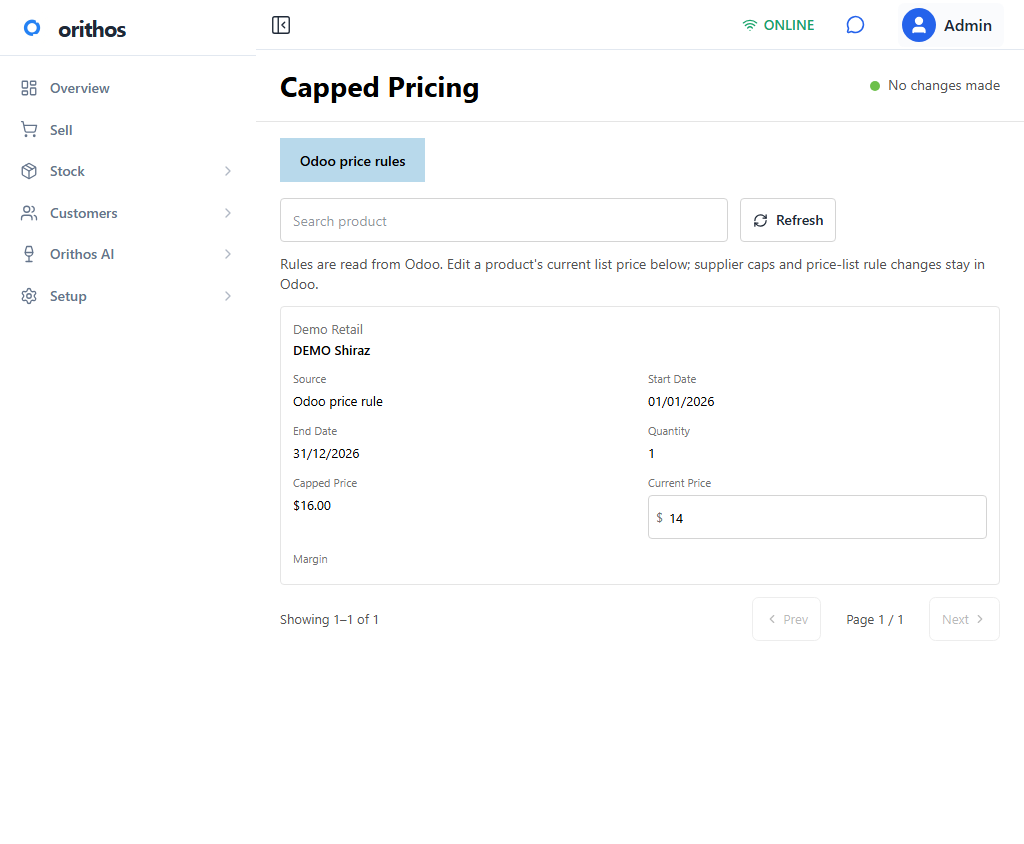 orithos
ONLINE
Admin
Overview
Sell
Stock
Customers
Orithos AI
Setup
Capped Pricing
No changes made
Odoo price rules
Search product
Refresh
Rules are read from Odoo. Edit a product's current list price below; supplier caps and price-list rule changes stay in
Odoo.
Demo Retail
DEMO Shiraz
Source
Start Date
Odoo price rule
01/01/2026
End Date
Quantity
31/12/2026
1
Capped Price
Current Price
$16.00
$ 14
Margin
Showing 1–1 of 1
Prev
Page 1 / 1
Next